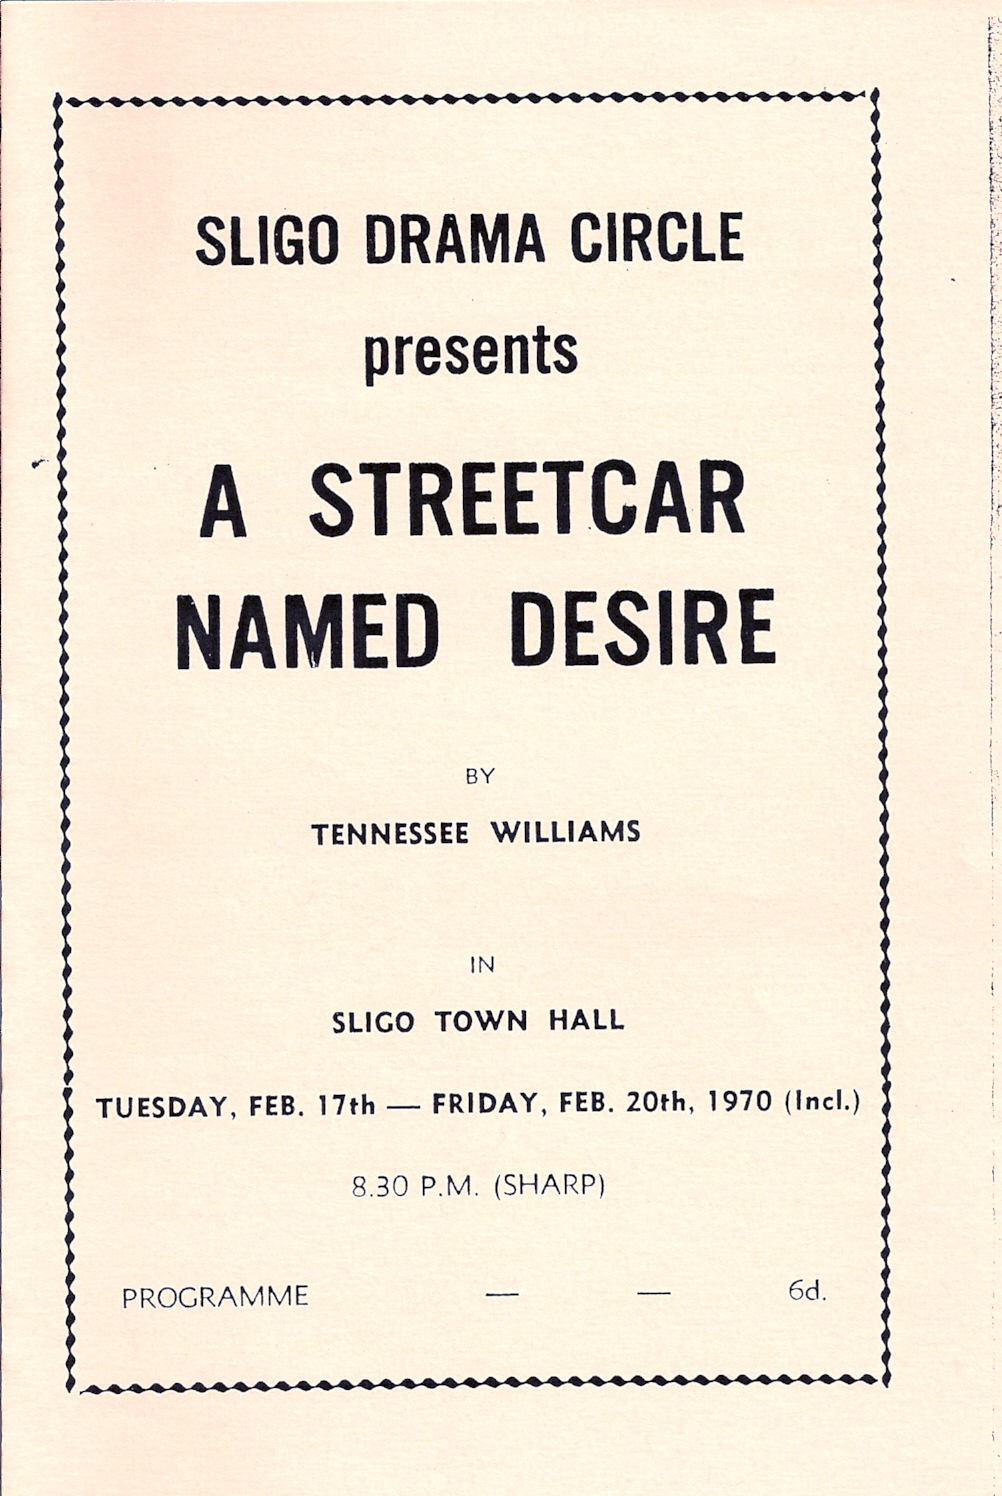 SLIGO DRAMA CIRCLE
presents
A STREETCAR
NAMED DESIRE
BY
TENNESSEE WILLIAMS
IN
SLIGO TOWN HALL
TUESDAY, FEB. 17th — FRIDAY, FEB. 20th, 1970 (Incl.)
8.30 P.M. (SHARP)
PROGRAMME — — 6d.